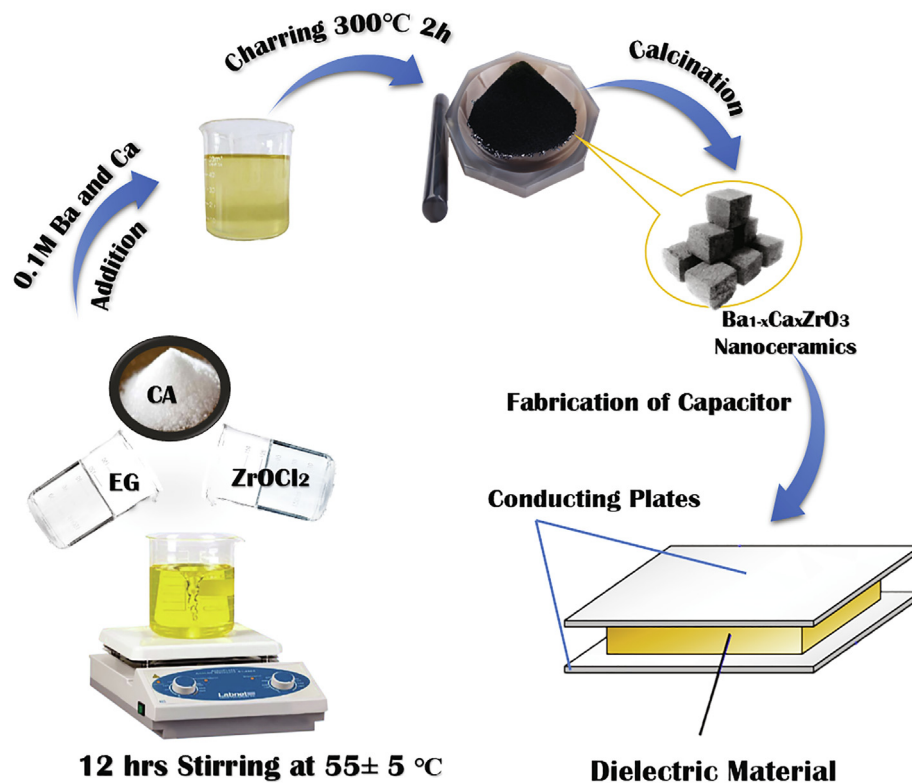 Charring 300℃ 2h
Calcination
0.1M Ba and Ca
Addition
Ba1-xCaxZrO3
Nanoceramics
CA
EG
ZrOCl2
Fabrication of Capacitor
Conducting Plates
Labnet
12 hrs Stirring at 55± 5 ℃
Dielectric Material